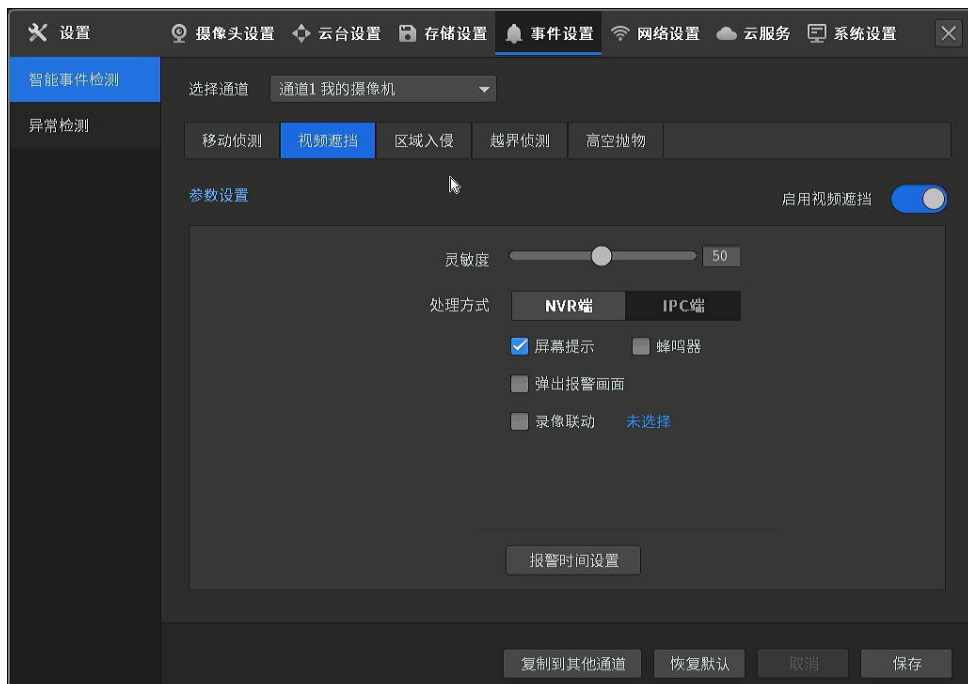 设置 摄像头设置 云台设置 存储设置 事件设置 网络设置 云服务 系统设置
智能事件检测
异常检测
选择通道 通道1 我的摄像机
移动侦测 视频遮挡 区域入侵 越界侦测 高空抛物
参数设置 启用视频遮挡
灵敏度 50
处理方式 NVR端 IPC端
屏幕提示 蜂鸣器
弹出报警画面
录像联动 未选择
报警时间设置
复制到其他通道 恢复默认 取消 保存